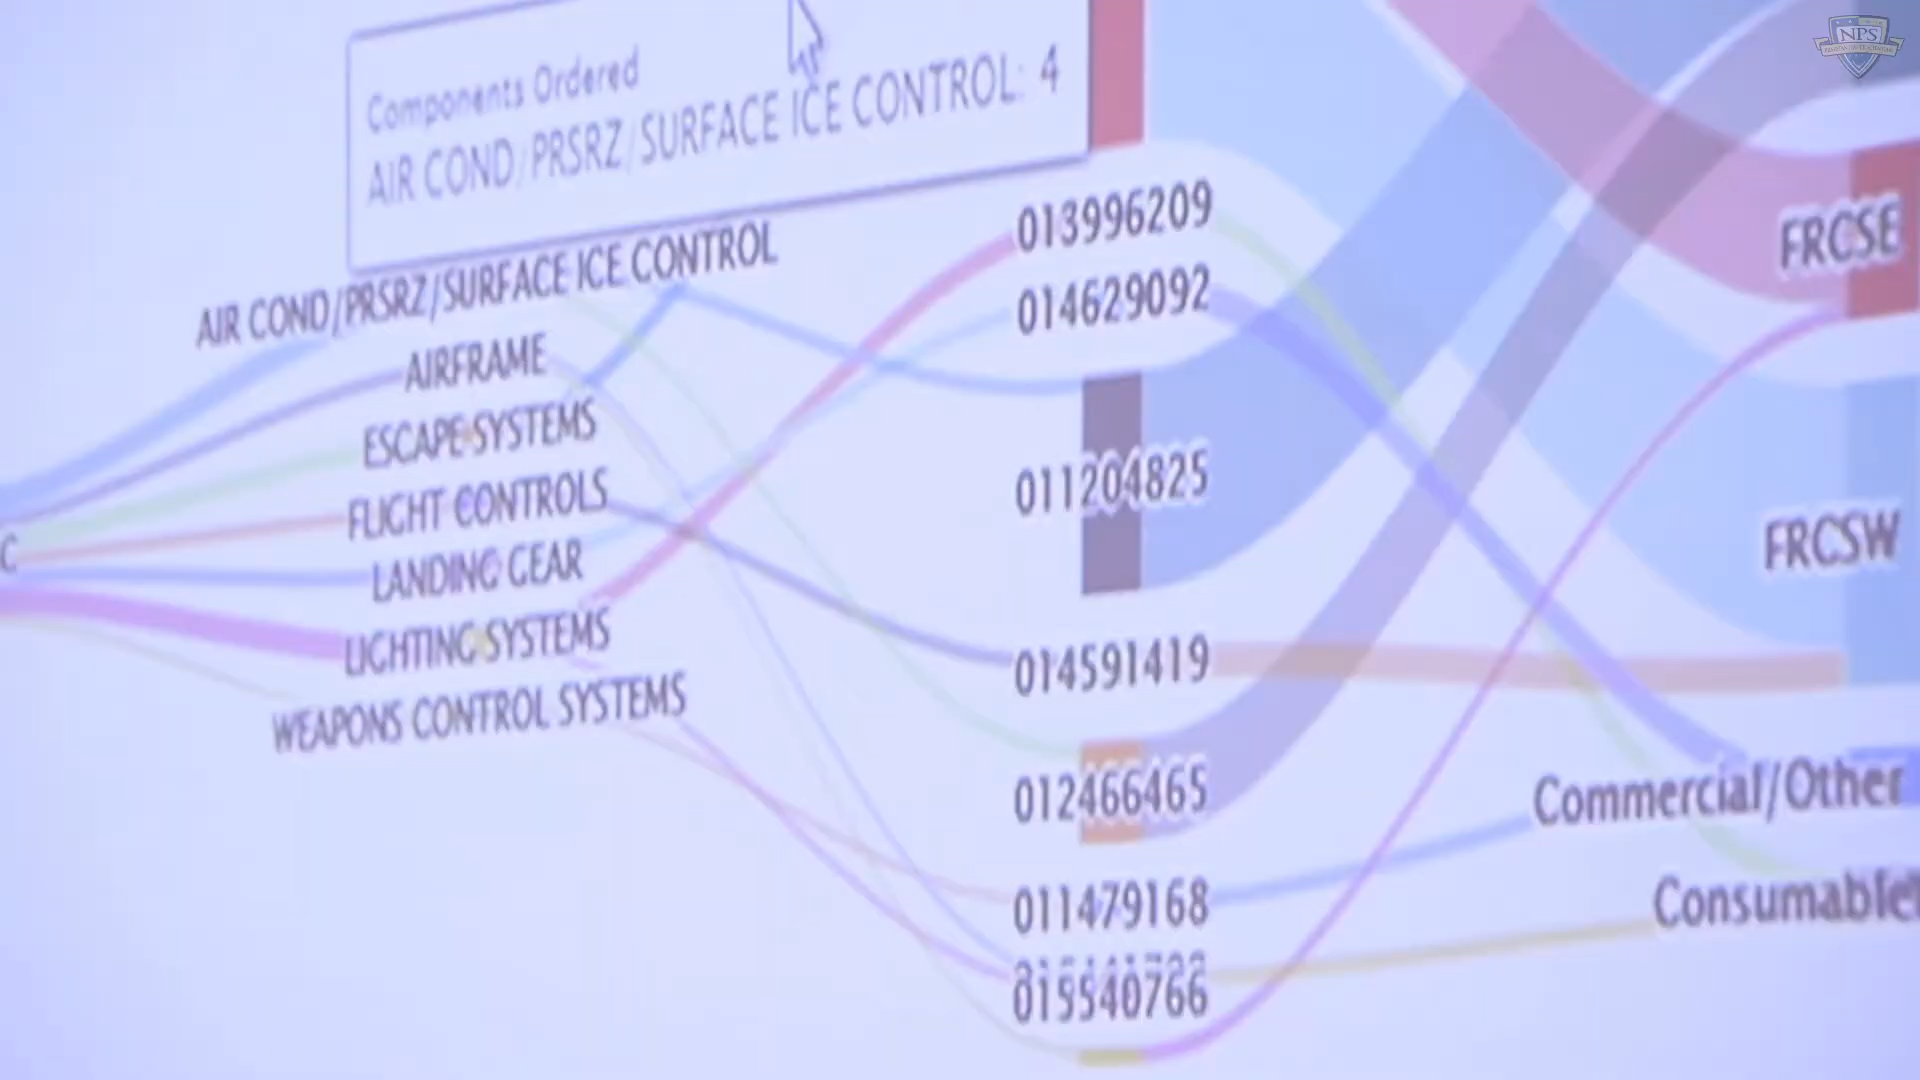 NPS
Components Ordered
AIR COND/PRSRZ/SURFACE ICE CONTROL: 4
AIR COND/PRSRZ/SURFACE ICE CONTROL
AIRFRAME
ESCAPE SYSTEMS
FLIGHT CONTROLS
LANDING GEAR
LIGHTING SYSTEMS
WEAPONS CONTROL SYSTEMS
C
013996209
014629092
011204825
014591419
012466465
011479168
015540766
FRCSE
FRCSW
Commercial/Other
Consumable